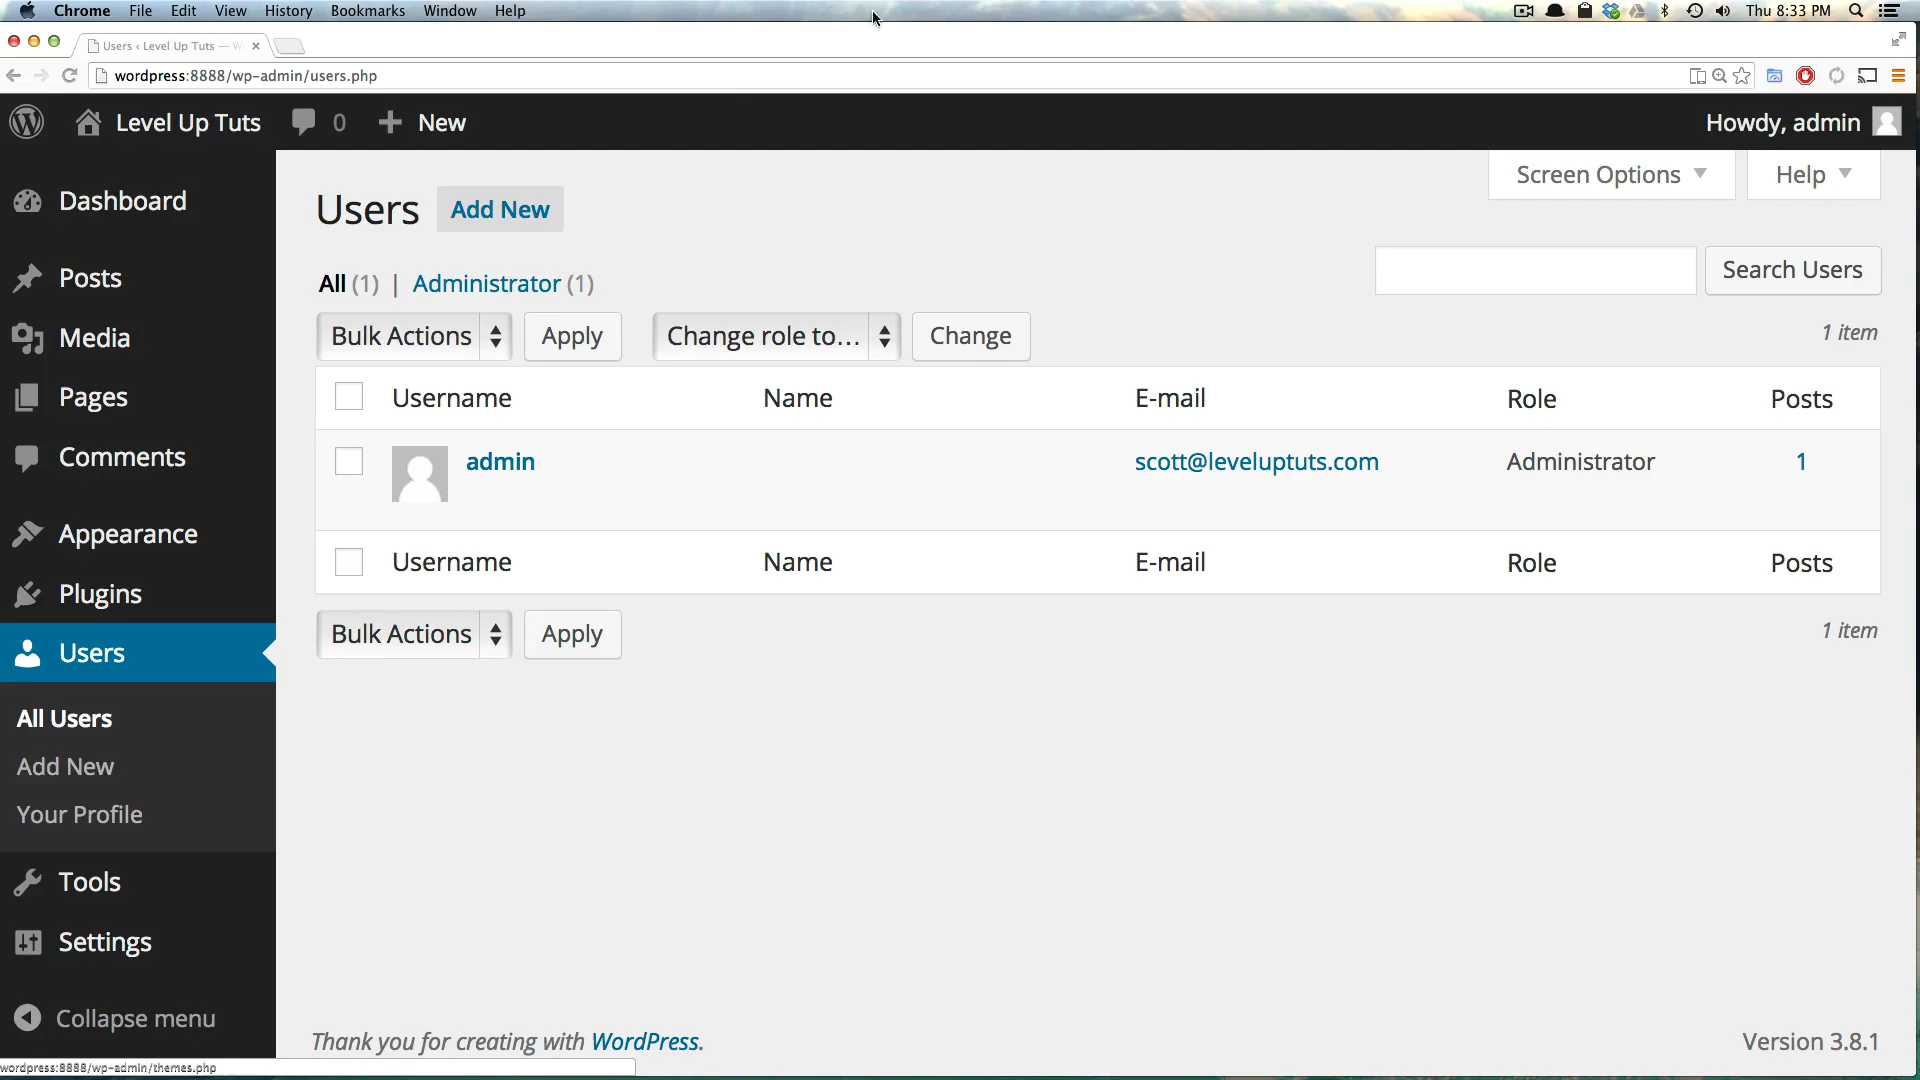 Chrome File Edit View History Bookmarks Window Help Thu 8:33 PM
Users ‹ Level Up Tuts —
wordpress:8888/wp-admin/users.php
Level Up Tuts 0 New Howdy, admin
Screen Options Help
Dashboard
Posts
Media
Pages
Comments
Appearance
Plugins
Users
All Users
Add New
Your Profile
Tools
Settings
Collapse menu
Users Add New
All (1) | Administrator (1)
Search Users
Bulk Actions Apply Change role to... Change 1 item
Username Name E-mail Role Posts
admin scott@leveluptuts.com Administrator 1
Username Name E-mail Role Posts
Bulk Actions Apply 1 item
Thank you for creating with WordPress. Version 3.8.1
wordpress:8888/wp-admin/themes.php